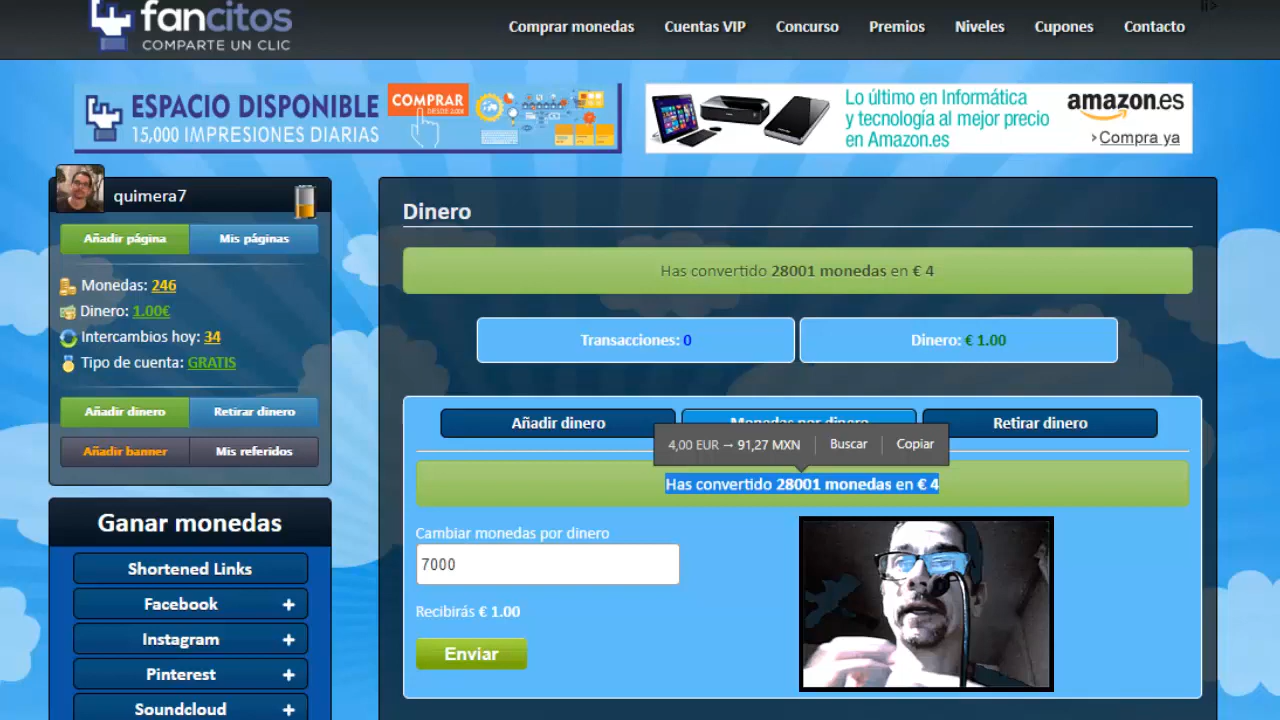 fancitos
COMPARTE UN CLIC
Comprar monedas
Cuentas VIP
Concurso
Premios
Niveles
Cupones
Contacto
ii>
ESPACIO DISPONIBLE
15,000 IMPRESIONES DIARIAS
COMPRAR
Lo último en Informática
y tecnología al mejor precio
en Amazon.es
amazon.es
›Compra ya
quimera7
Añadir página
Mis páginas
Monedas: 246
Dinero: 1.00€
Intercambios hoy: 34
Tipo de cuenta: GRATIS
Añadir dinero
Retirar dinero
Añadir banner
Mis referidos
Ganar monedas
Shortened Links
Facebook +
Instagram +
Pinterest +
Soundcloud +
Dinero
Has convertido 28001 monedas en € 4
Transacciones: 0
Dinero: € 1.00
Añadir dinero
Monedas por dinero
Retirar dinero
4,00 EUR → 91,27 MXN
Buscar
Copiar
Has convertido 28001 monedas en € 4
Cambiar monedas por dinero
7000
Recibirás € 1.00
Enviar